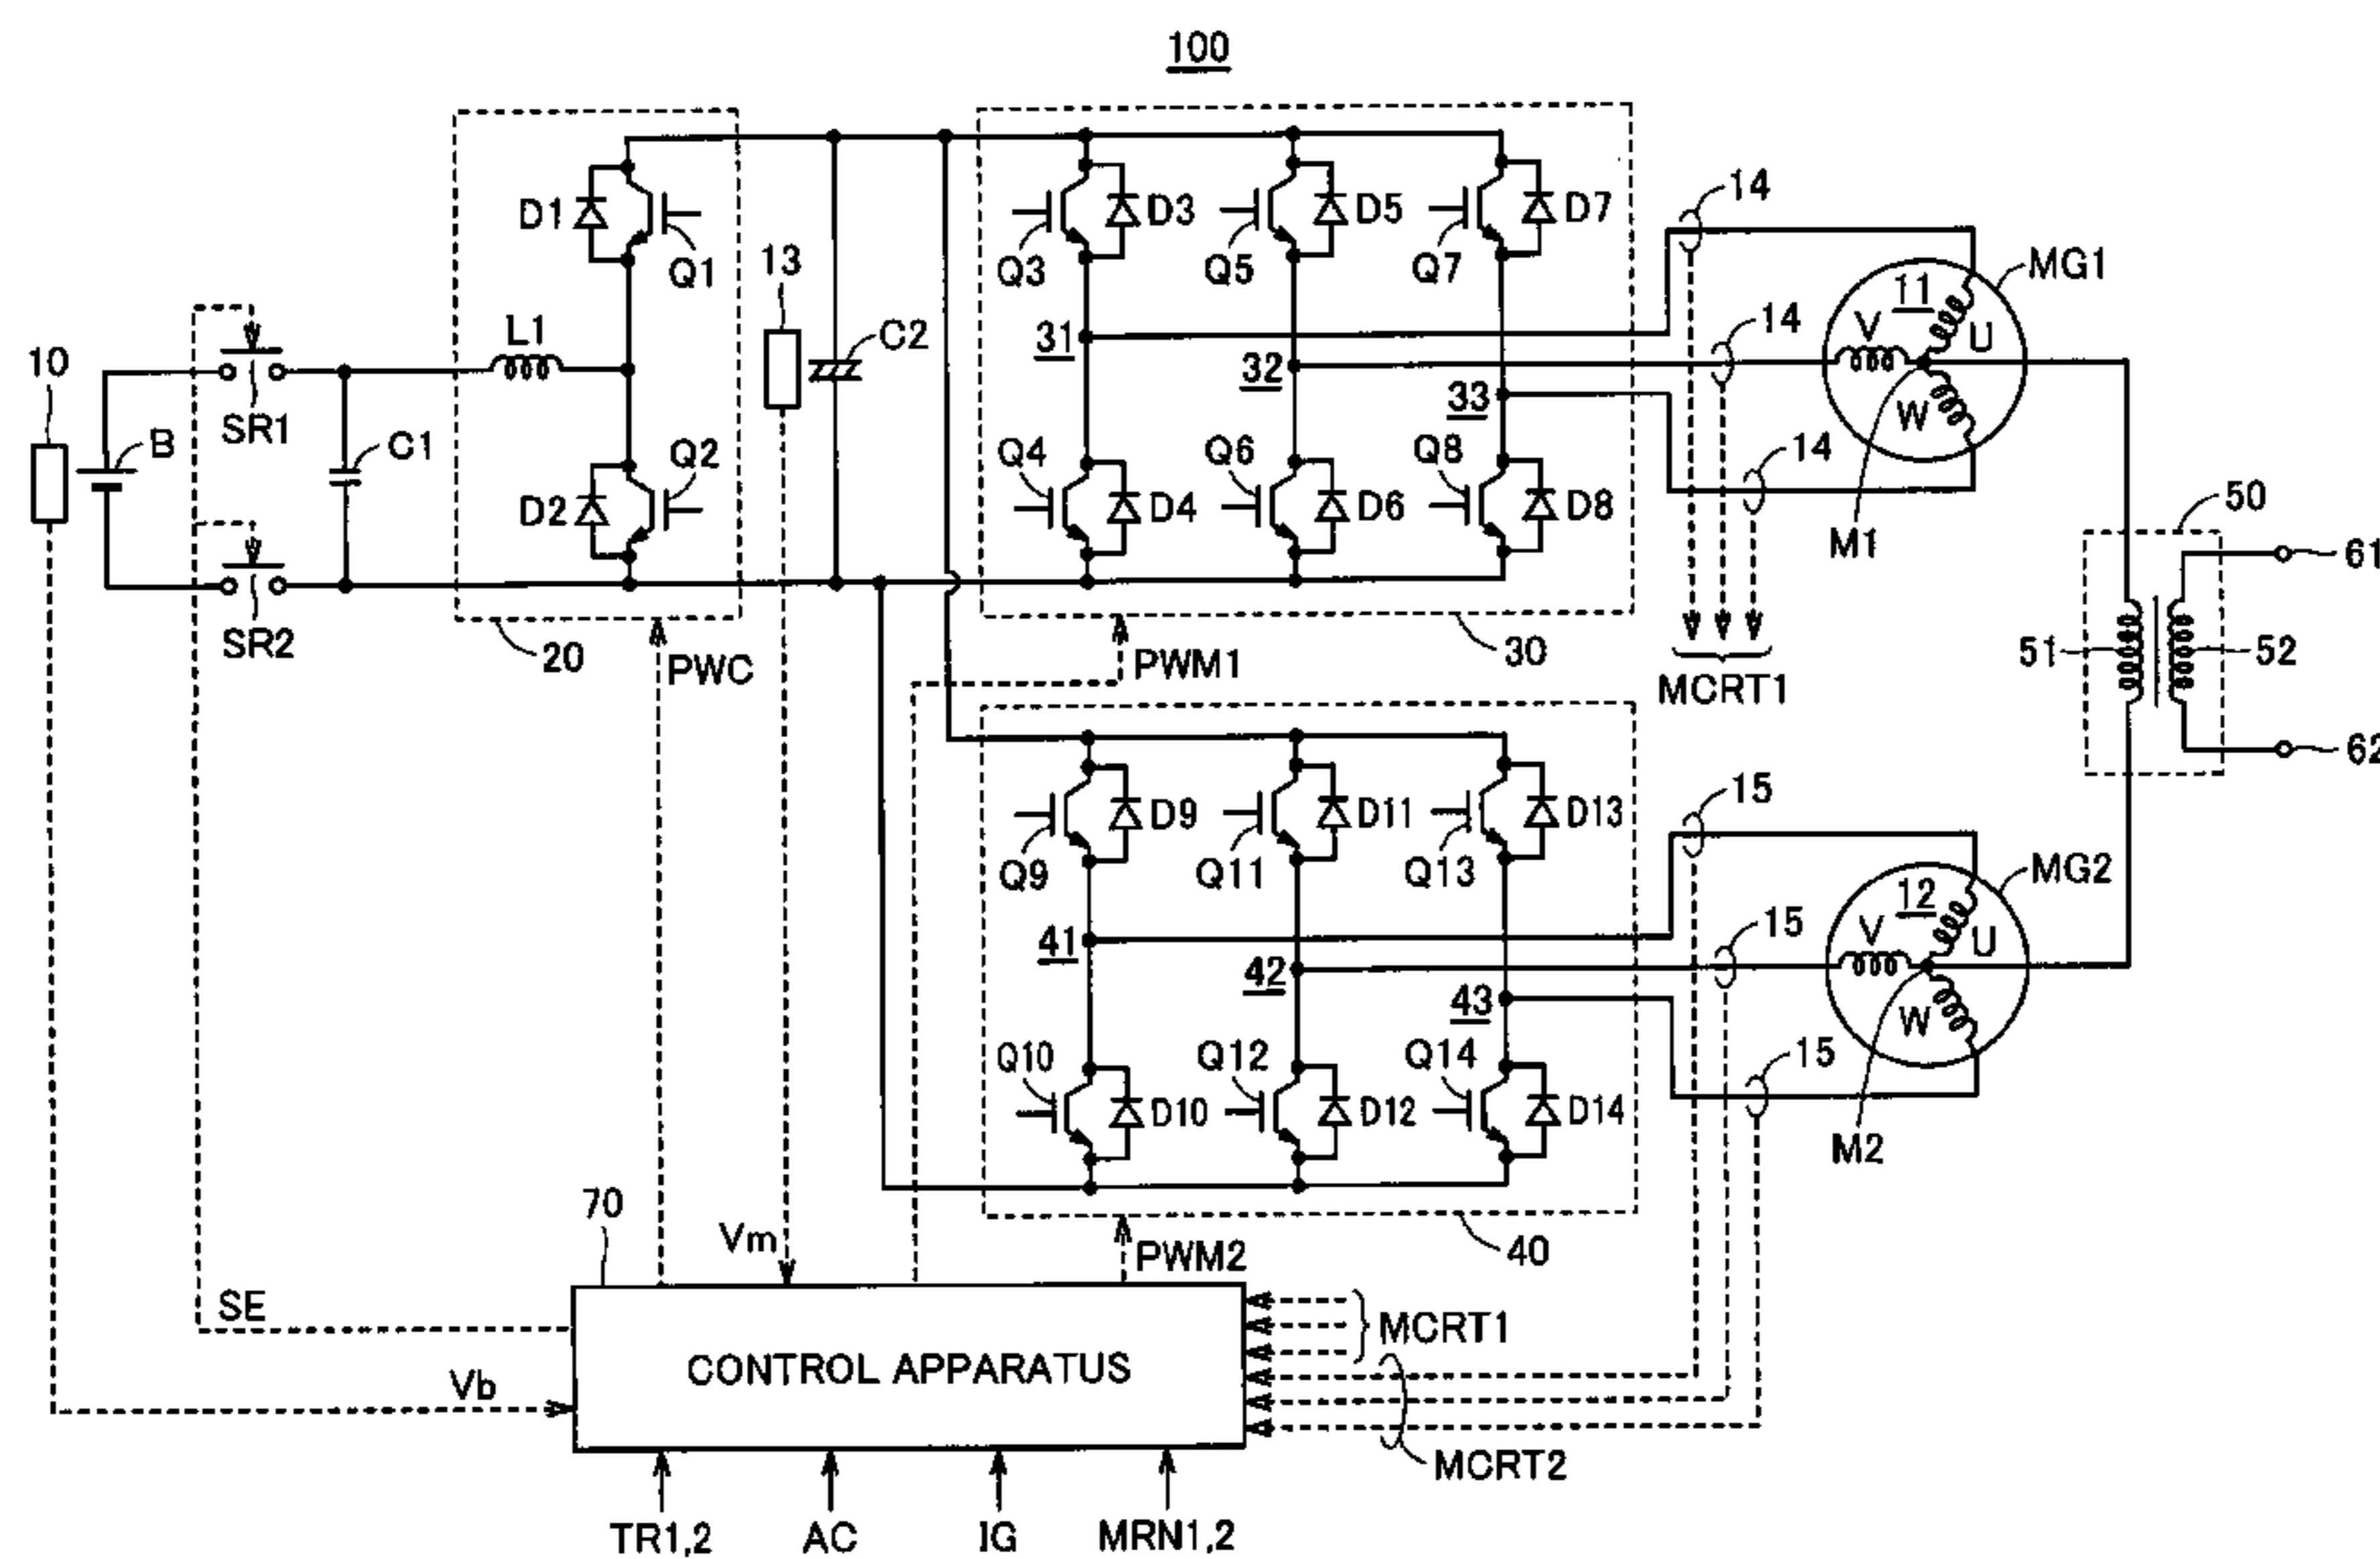 100
14
D1
Q1
13
D3
Q3
D5
Q5
D7
Q7
MG1
11
V
U
W
14
10
L1
C2
31
32
33
SR1
B
C1
Q2
D2
Q4
D4
Q6
D6
Q8
D8
14
M1
50
61
SR2
20
PWC
PWM1
30
MCRT1
51
52
62
15
D9
Q9
D11
Q11
D13
Q13
MG2
12
V
U
W
15
41
42
43
Q10
D10
Q12
D12
Q14
D14
15
M2
70
Vm
PWM2
40
SE
MCRT1
Vb
CONTROL APPARATUS
MCRT2
TR1,2
AC
IG
MRN1,2